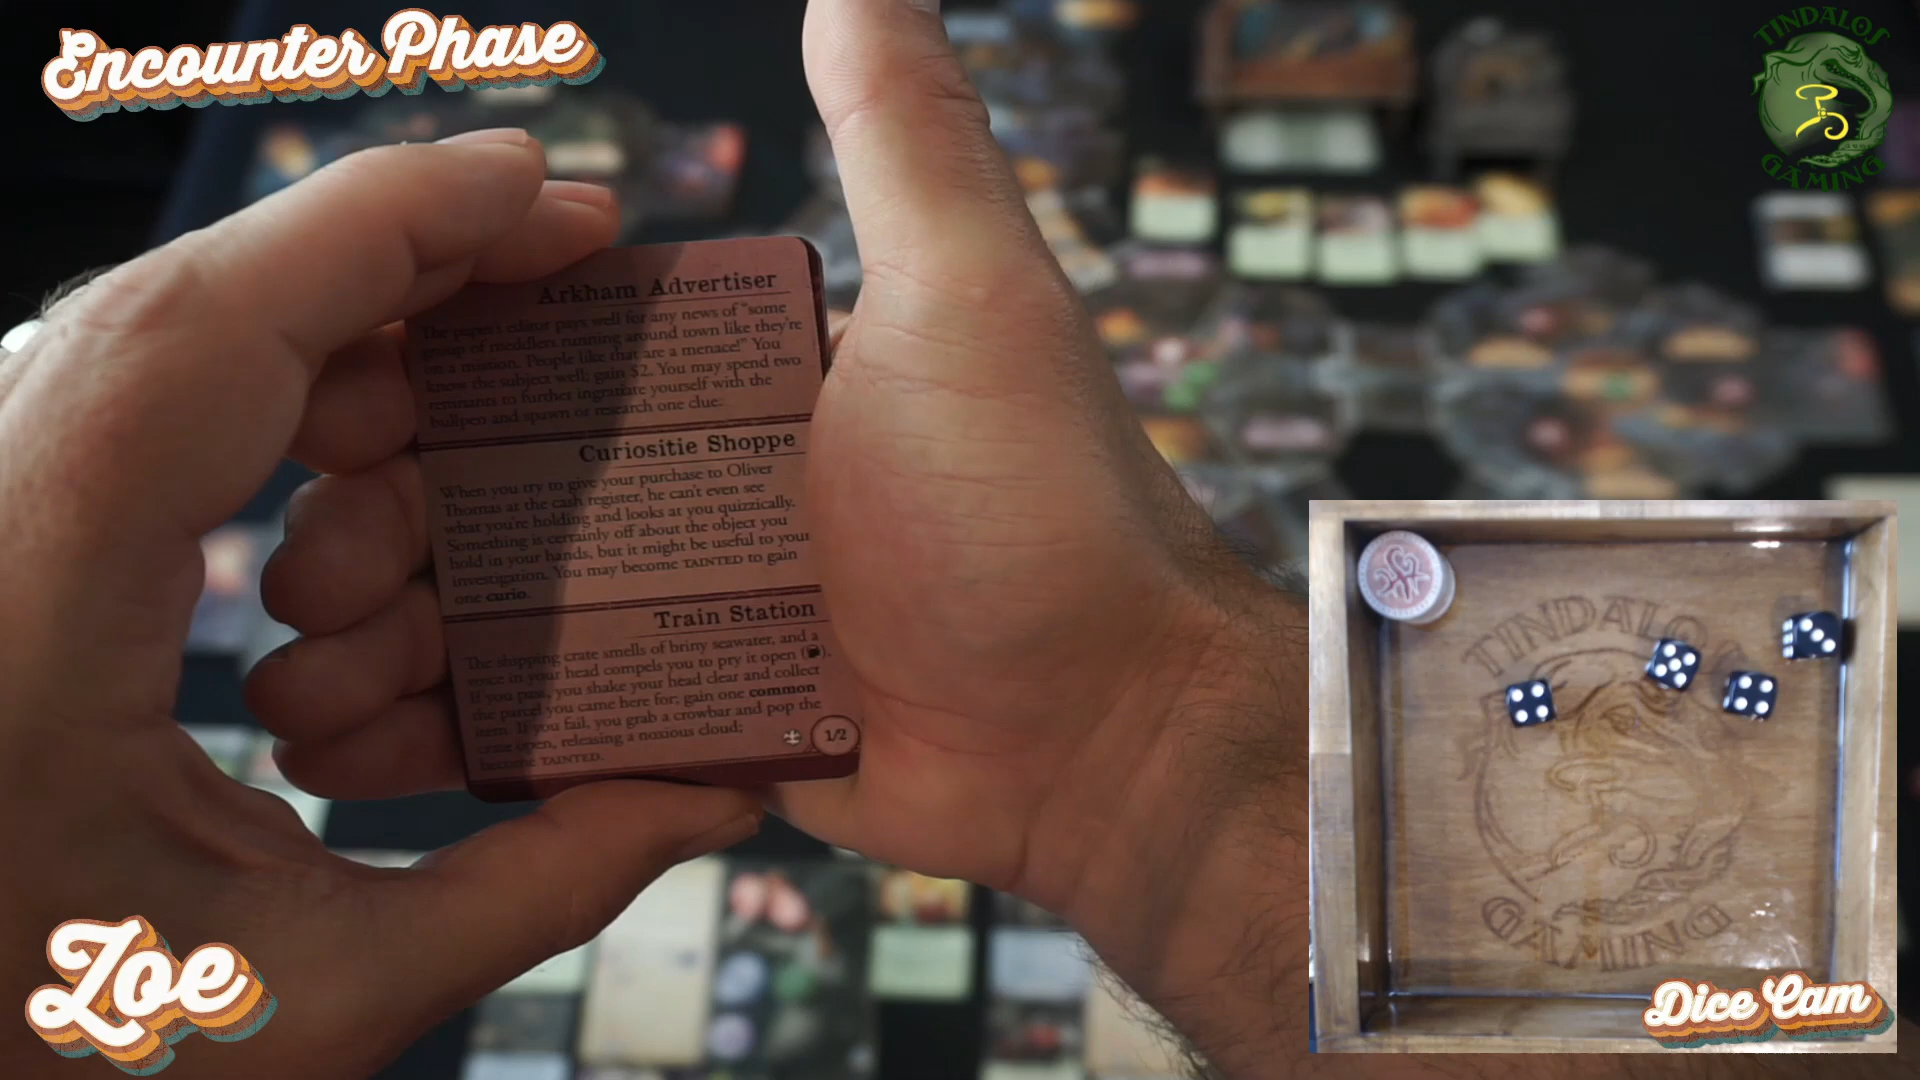 Encounter Phase
TINDALOS
GAMING
Arkham Advertiser
The paper's editor pays well for any news of "some
group of meddlers running around town like they're
on a mission. People like that are a menace!" You
know the subject well; gain $2. You may spend two
remnants to further ingratiate yourself with the
bullpen and spawn or research one clue.
Curiositie Shoppe
When you try to give your purchase to Oliver
Thomas at the cash register, he can't even see
what you're holding and looks at you quizzically.
Something is certainly off about the object you
hold in your hands, but it might be useful to your
investigation. You may become TAINTED to gain
one curio.
Train Station
The shipping crate smells of briny seawater, and a
voice in your head compels you to pry it open ( ).
If you pass, you shake your head clear and collect
the parcel you came here for; gain one common
item. If you fail, you grab a crowbar and pop the
crate open, releasing a noxious cloud;
become TAINTED.
1/2
TINDALOS
GAMING
Zoe
Dice Cam